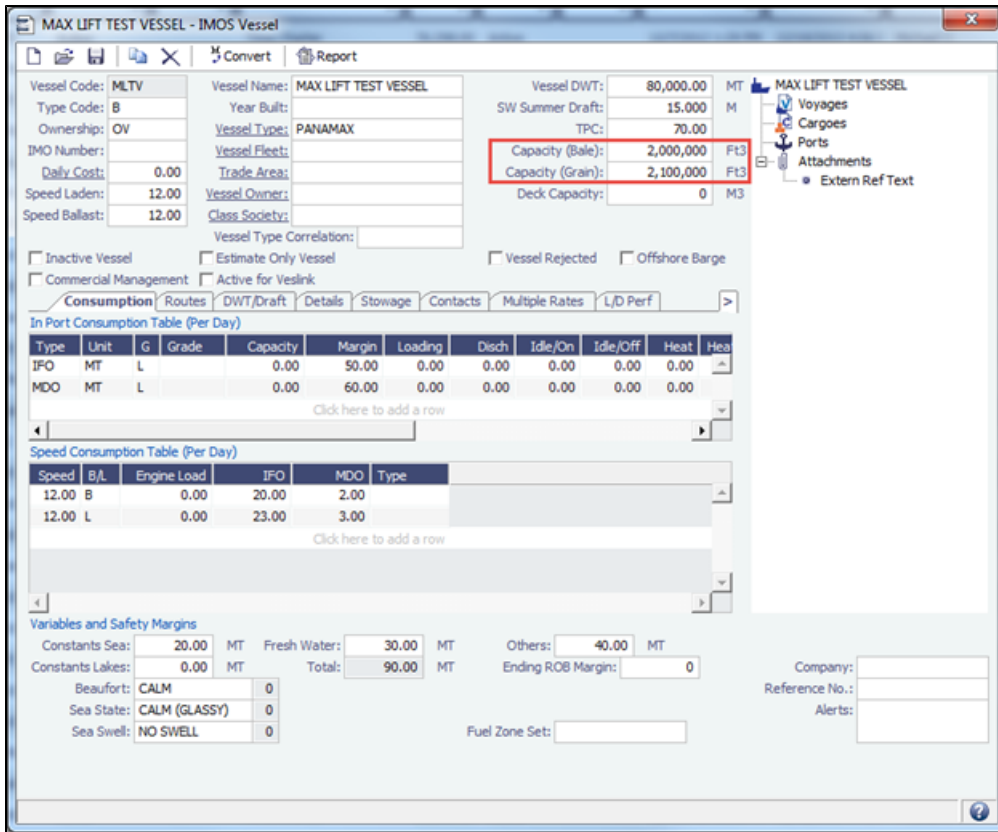 MAX LIFT TEST VESSEL - IMOS Vessel
Convert Report
Vessel Code: MLTV Vessel Name: MAX LIFT TEST VESSEL Vessel DWT: 80,000.00 MT MAX LIFT TEST VESSEL
Type Code: B Year Built: SW Summer Draft: 15.000 M Voyages
Ownership: OV Vessel Type: PANAMAX TPC: 70.00 Cargoes
IMO Number: Vessel Fleet: Capacity (Bale): 2,000,000 Ft3 Ports
Daily Cost: 0.00 Trade Area: Capacity (Grain): 2,100,000 Ft3 Attachments
Speed Laden: 12.00 Vessel Owner: Deck Capacity: 0 M3 Extern Ref Text
Speed Ballast: 12.00 Class Society:
Vessel Type Correlation:
Inactive Vessel Estimate Only Vessel Vessel Rejected Offshore Barge
Commercial Management Active for Veslink
Consumption Routes DWT/Draft Details Stowage Contacts Multiple Rates L/D Perf >
In Port Consumption Table (Per Day)
Type Unit G Grade Capacity Margin Loading Disch Idle/On Idle/Off Heat Hea
IFO MT L 0.00 50.00 0.00 0.00 0.00 0.00 0.00
MDO MT L 0.00 60.00 0.00 0.00 0.00 0.00 0.00
Click here to add a row
Speed Consumption Table (Per Day)
Speed B/L Engine Load IFO MDO Type
12.00 B 0.00 20.00 2.00
12.00 L 0.00 23.00 3.00
Click here to add a row
Variables and Safety Margins
Constants Sea: 20.00 MT Fresh Water: 30.00 MT Others: 40.00 MT
Constants Lakes: 0.00 MT Total: 90.00 MT Ending ROB Margin: 0 Company:
Beaufort: CALM 0 Reference No.:
Sea State: CALM (GLASSY) 0 Alerts:
Sea Swell: NO SWELL 0 Fuel Zone Set: